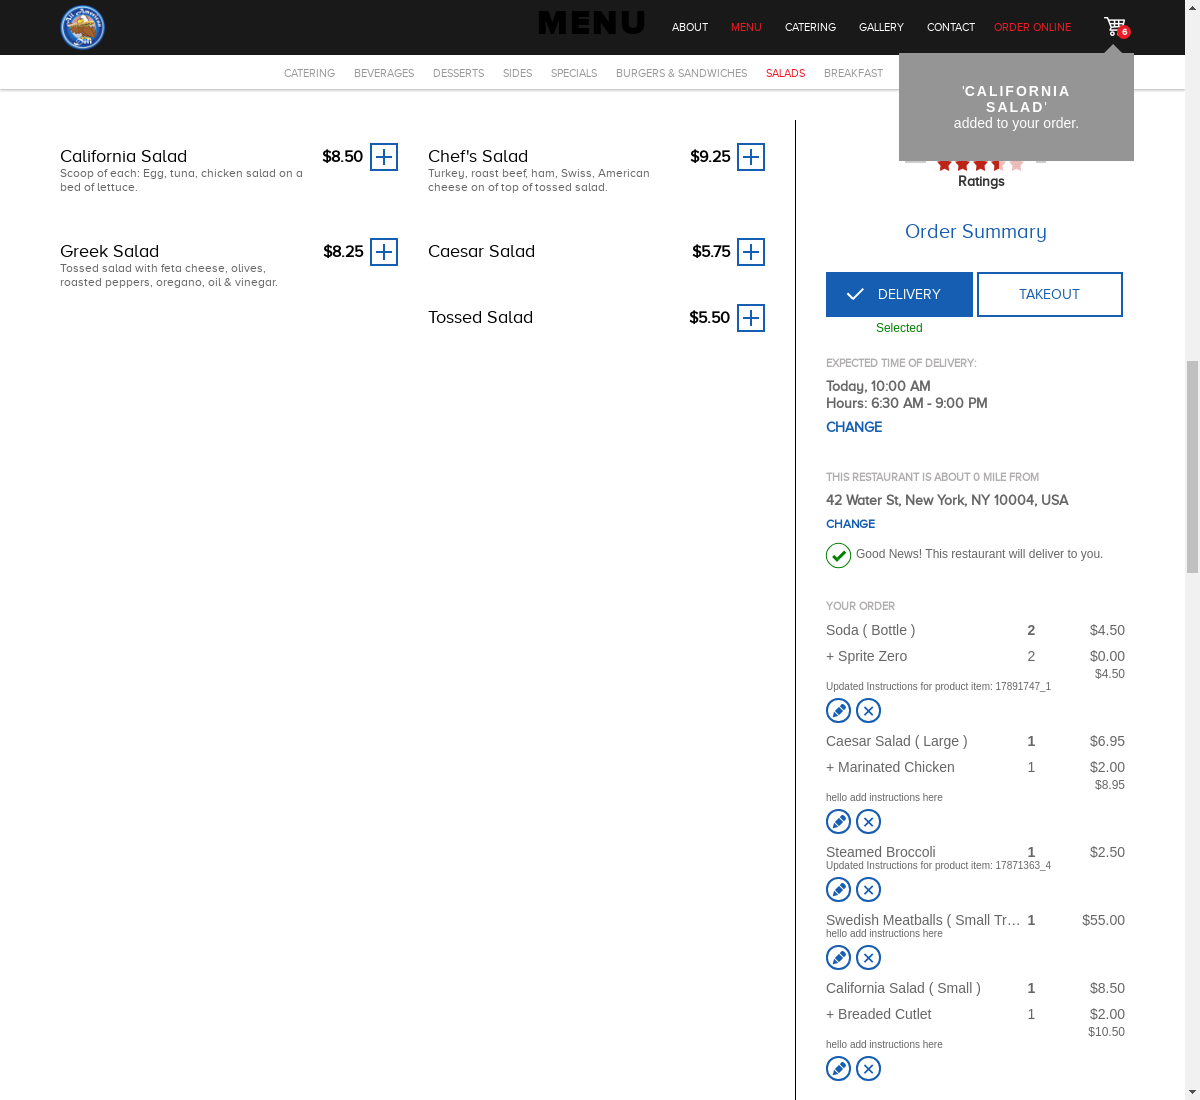 All American
Deli
MENU
ABOUT
MENU
CATERING
GALLERY
CONTACT
ORDER ONLINE
6
CATERING
BEVERAGES
DESSERTS
SIDES
SPECIALS
BURGERS & SANDWICHES
SALADS
BREAKFAST
'CALIFORNIA
SALAD'
added to your order.
California Salad $8.50
Scoop of each: Egg, tuna, chicken salad on a
bed of lettuce.
Chef's Salad $9.25
Turkey, roast beef, ham, Swiss, American
cheese on of top of tossed salad.
Greek Salad $8.25
Tossed salad with feta cheese, olives,
roasted peppers, oregano, oil & vinegar.
Caesar Salad $5.75
Tossed Salad $5.50
Ratings
Order Summary
DELIVERY
TAKEOUT
Selected
EXPECTED TIME OF DELIVERY:
Today, 10:00 AM
Hours: 6:30 AM - 9:00 PM
CHANGE
THIS RESTAURANT IS ABOUT 0 MILE FROM
42 Water St, New York, NY 10004, USA
CHANGE
Good News! This restaurant will deliver to you.
YOUR ORDER
Soda ( Bottle ) 2 $4.50
+ Sprite Zero 2 $0.00
$4.50
Updated Instructions for product item: 17891747_1
Caesar Salad ( Large ) 1 $6.95
+ Marinated Chicken 1 $2.00
$8.95
hello add instructions here
Steamed Broccoli 1 $2.50
Updated Instructions for product item: 17871363_4
Swedish Meatballs ( Small Tr… 1 $55.00
hello add instructions here
California Salad ( Small ) 1 $8.50
+ Breaded Cutlet 1 $2.00
$10.50
hello add instructions here